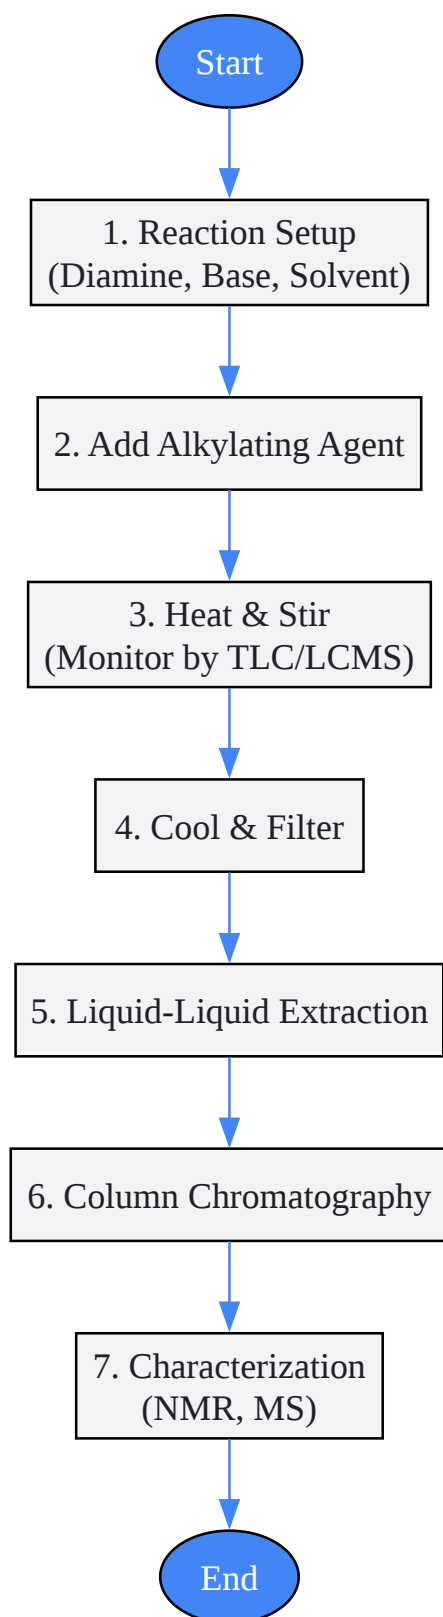 Start
1. Reaction Setup
(Diamine, Base, Solvent)
2. Add Alkylating Agent
3. Heat & Stir
(Monitor by TLC/LCMS)
4. Cool & Filter
5. Liquid-Liquid Extraction
6. Column Chromatography
7. Characterization
(NMR, MS)
End